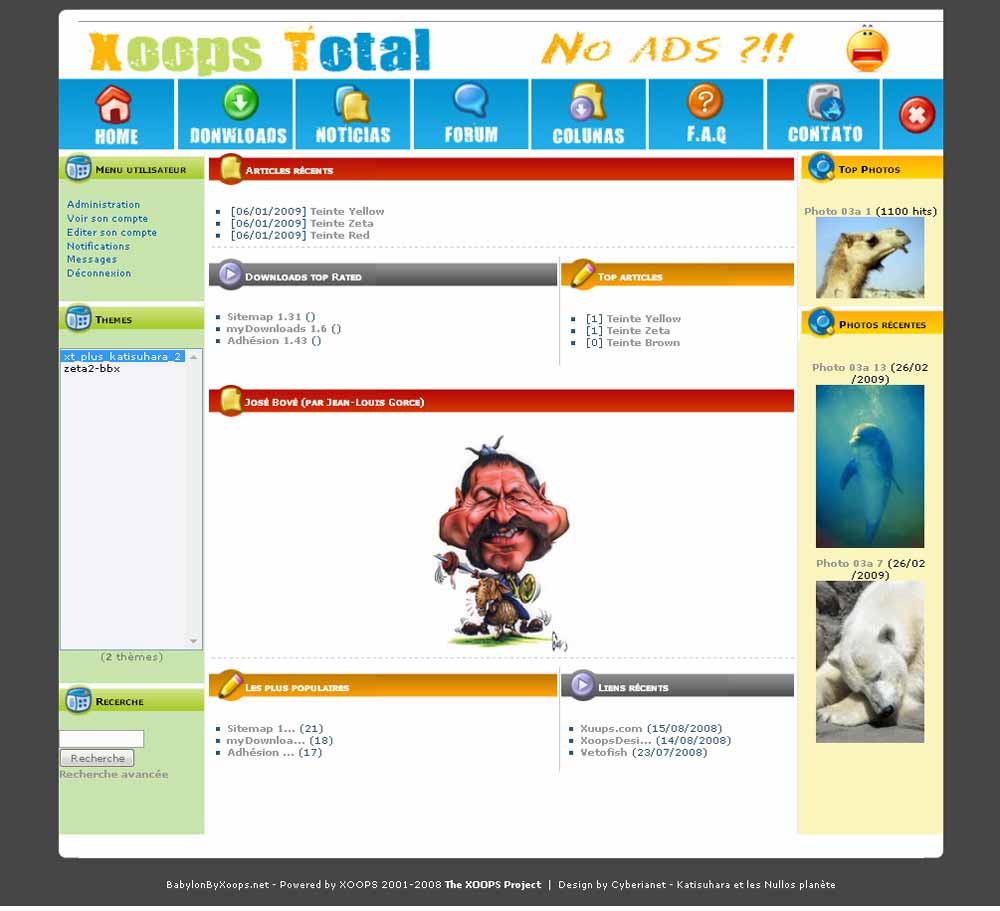 Xoops Total
No ADS ?!!
HOME
DONWLOADS
NOTICIAS
FORUM
COLUNAS
F.A.Q
CONTATO
Menu utilisateur
Administration
Voir son compte
Editer son compte
Notifications
Messages
Déconnexion
Themes
xt_plus_katisuhara_2
zeta2-bbx
(2 thèmes)
Recerche
Recherche
Recherche avancée
Articles récents
[06/01/2009] Teinte Yellow
[06/01/2009] Teinte Zeta
[06/01/2009] Teinte Red
Downloads top Rated
Sitemap 1.31 ()
myDownloads 1.6 ()
Adhésion 1.43 ()
Top articles
[1] Teinte Yellow
[1] Teinte Zeta
[0] Teinte Brown
José Bové (par Jean-Louis Gorce)
Les plus populaires
Sitemap 1... (21)
myDownloa... (18)
Adhésion ... (17)
Liens récents
Xuups.com (15/08/2008)
XoopsDesi... (14/08/2008)
Vetofish (23/07/2008)
Top Photos
Photo 03a 1 (1100 hits)
Photos récentes
Photo 03a 13 (26/02
/2009)
Photo 03a 7 (26/02
/2009)
BabylonByXoops.net - Powered by XOOPS 2001-2008 The XOOPS Project | Design by Cyberianet - Katisuhara et les Nullos planète